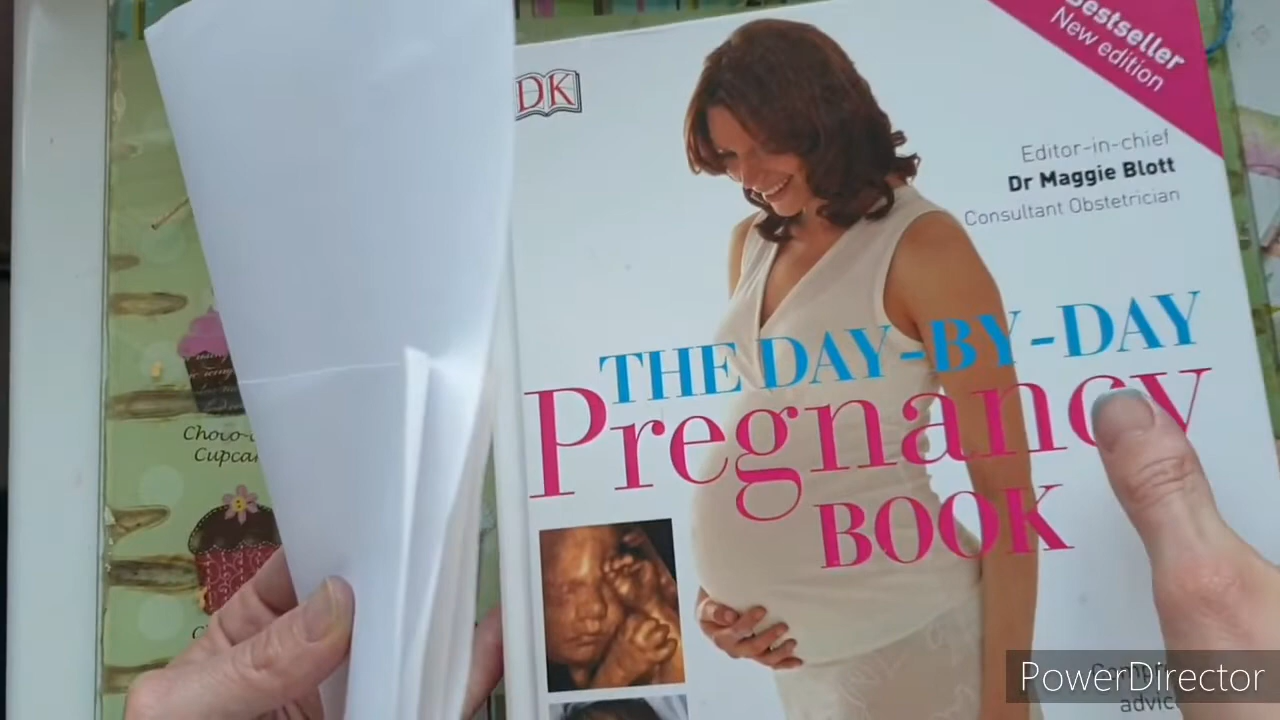 DK
Bestseller
New edition
Editor-in-chief
Dr Maggie Blott
Consultant Obstetrician
THE DAY-BY-DAY
Pregnancy
BOOK
Cupca
PowerDirector
advic